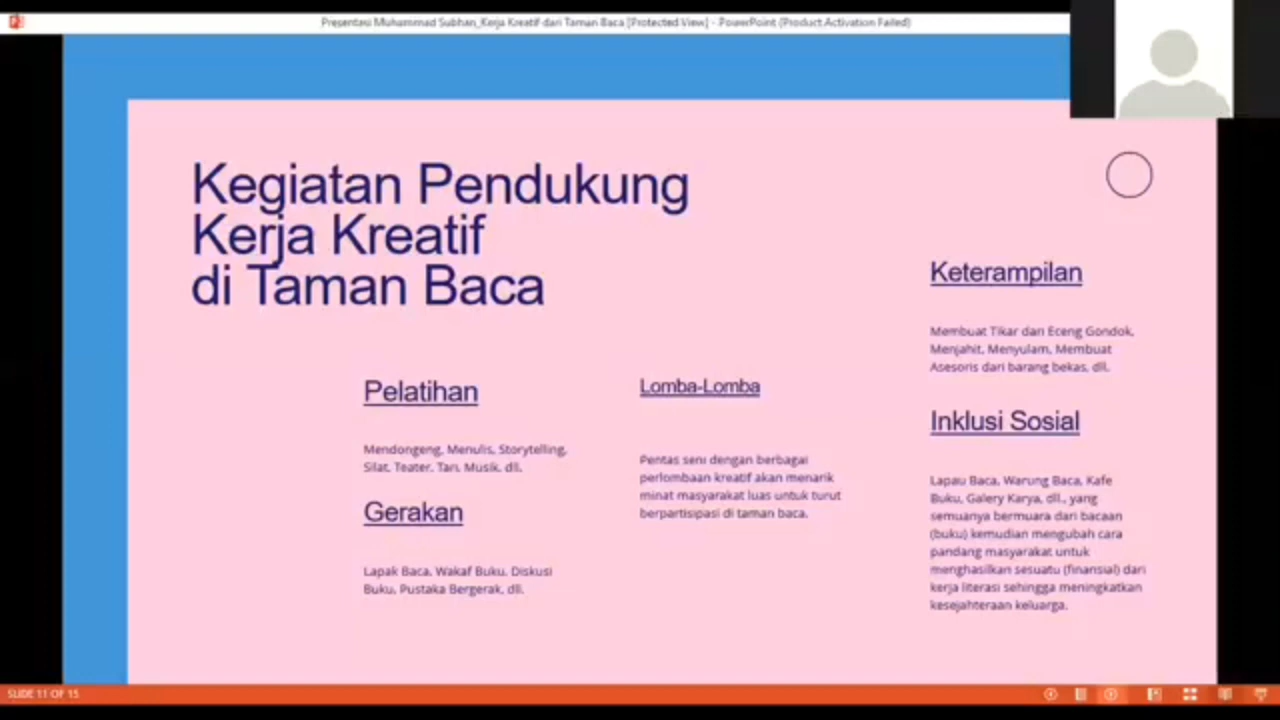 Presentasi Muhammad Subhan_Kerja Kreatif dari Taman Baca [Protected View] - PowerPoint (Product Activation Failed)
Kegiatan Pendukung
Kerja Kreatif
di Taman Baca
Pelatihan
Mendongeng, Menulis, Storytelling,
Silat, Teater, Tari, Musik, dll.
Gerakan
Lapak Baca, Wakaf Buku, Diskusi
Buku, Pustaka Bergerak, dll.
Lomba-Lomba
Pentas seni dengan berbagai
perlombaan kreatif akan menarik
minat masyarakat luas untuk turut
berpartisipasi di taman baca.
Keterampilan
Membuat Tikar dari Eceng Gondok,
Menjahit, Menyulam, Membuat
Asesoris dari barang bekas, dll.
Inklusi Sosial
Lapau Baca, Warung Baca, Kafe
Buku, Galery Karya, dll., yang
semuanya bermuara dari bacaan
(buku) kemudian mengubah cara
pandang masyarakat untuk
menghasilkan sesuatu (finansial) dari
kerja literasi sehingga meningkatkan
kesejahteraan keluarga.
SLIDE 11 OF 15